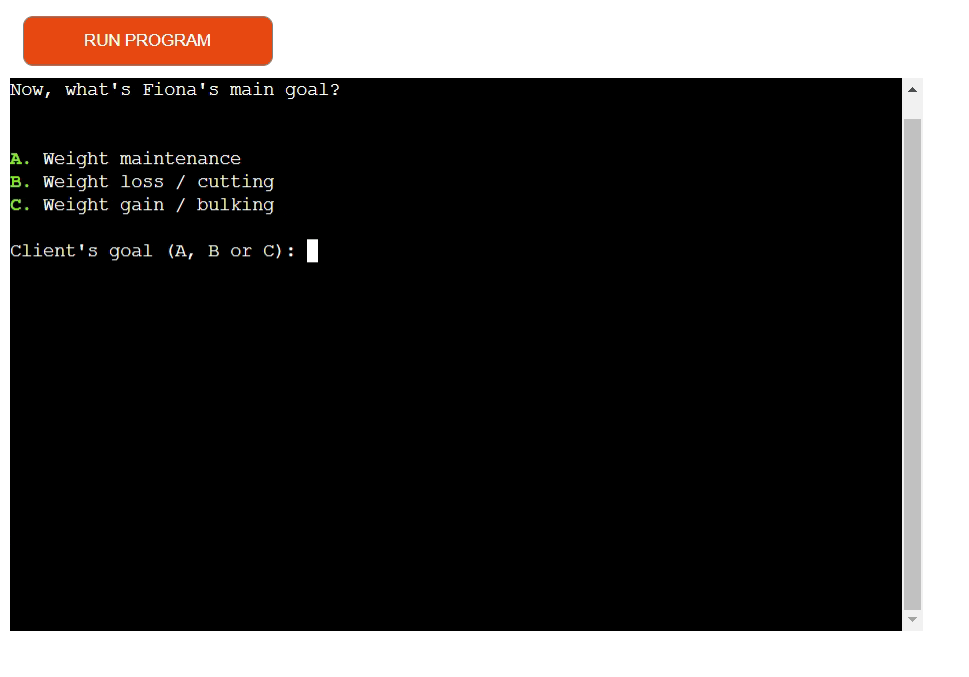 RUN PROGRAM
Now, what's Fiona's main goal?
A. Weight maintenance
B. Weight loss / cutting
C. Weight gain / bulking
Client's goal (A, B or C):